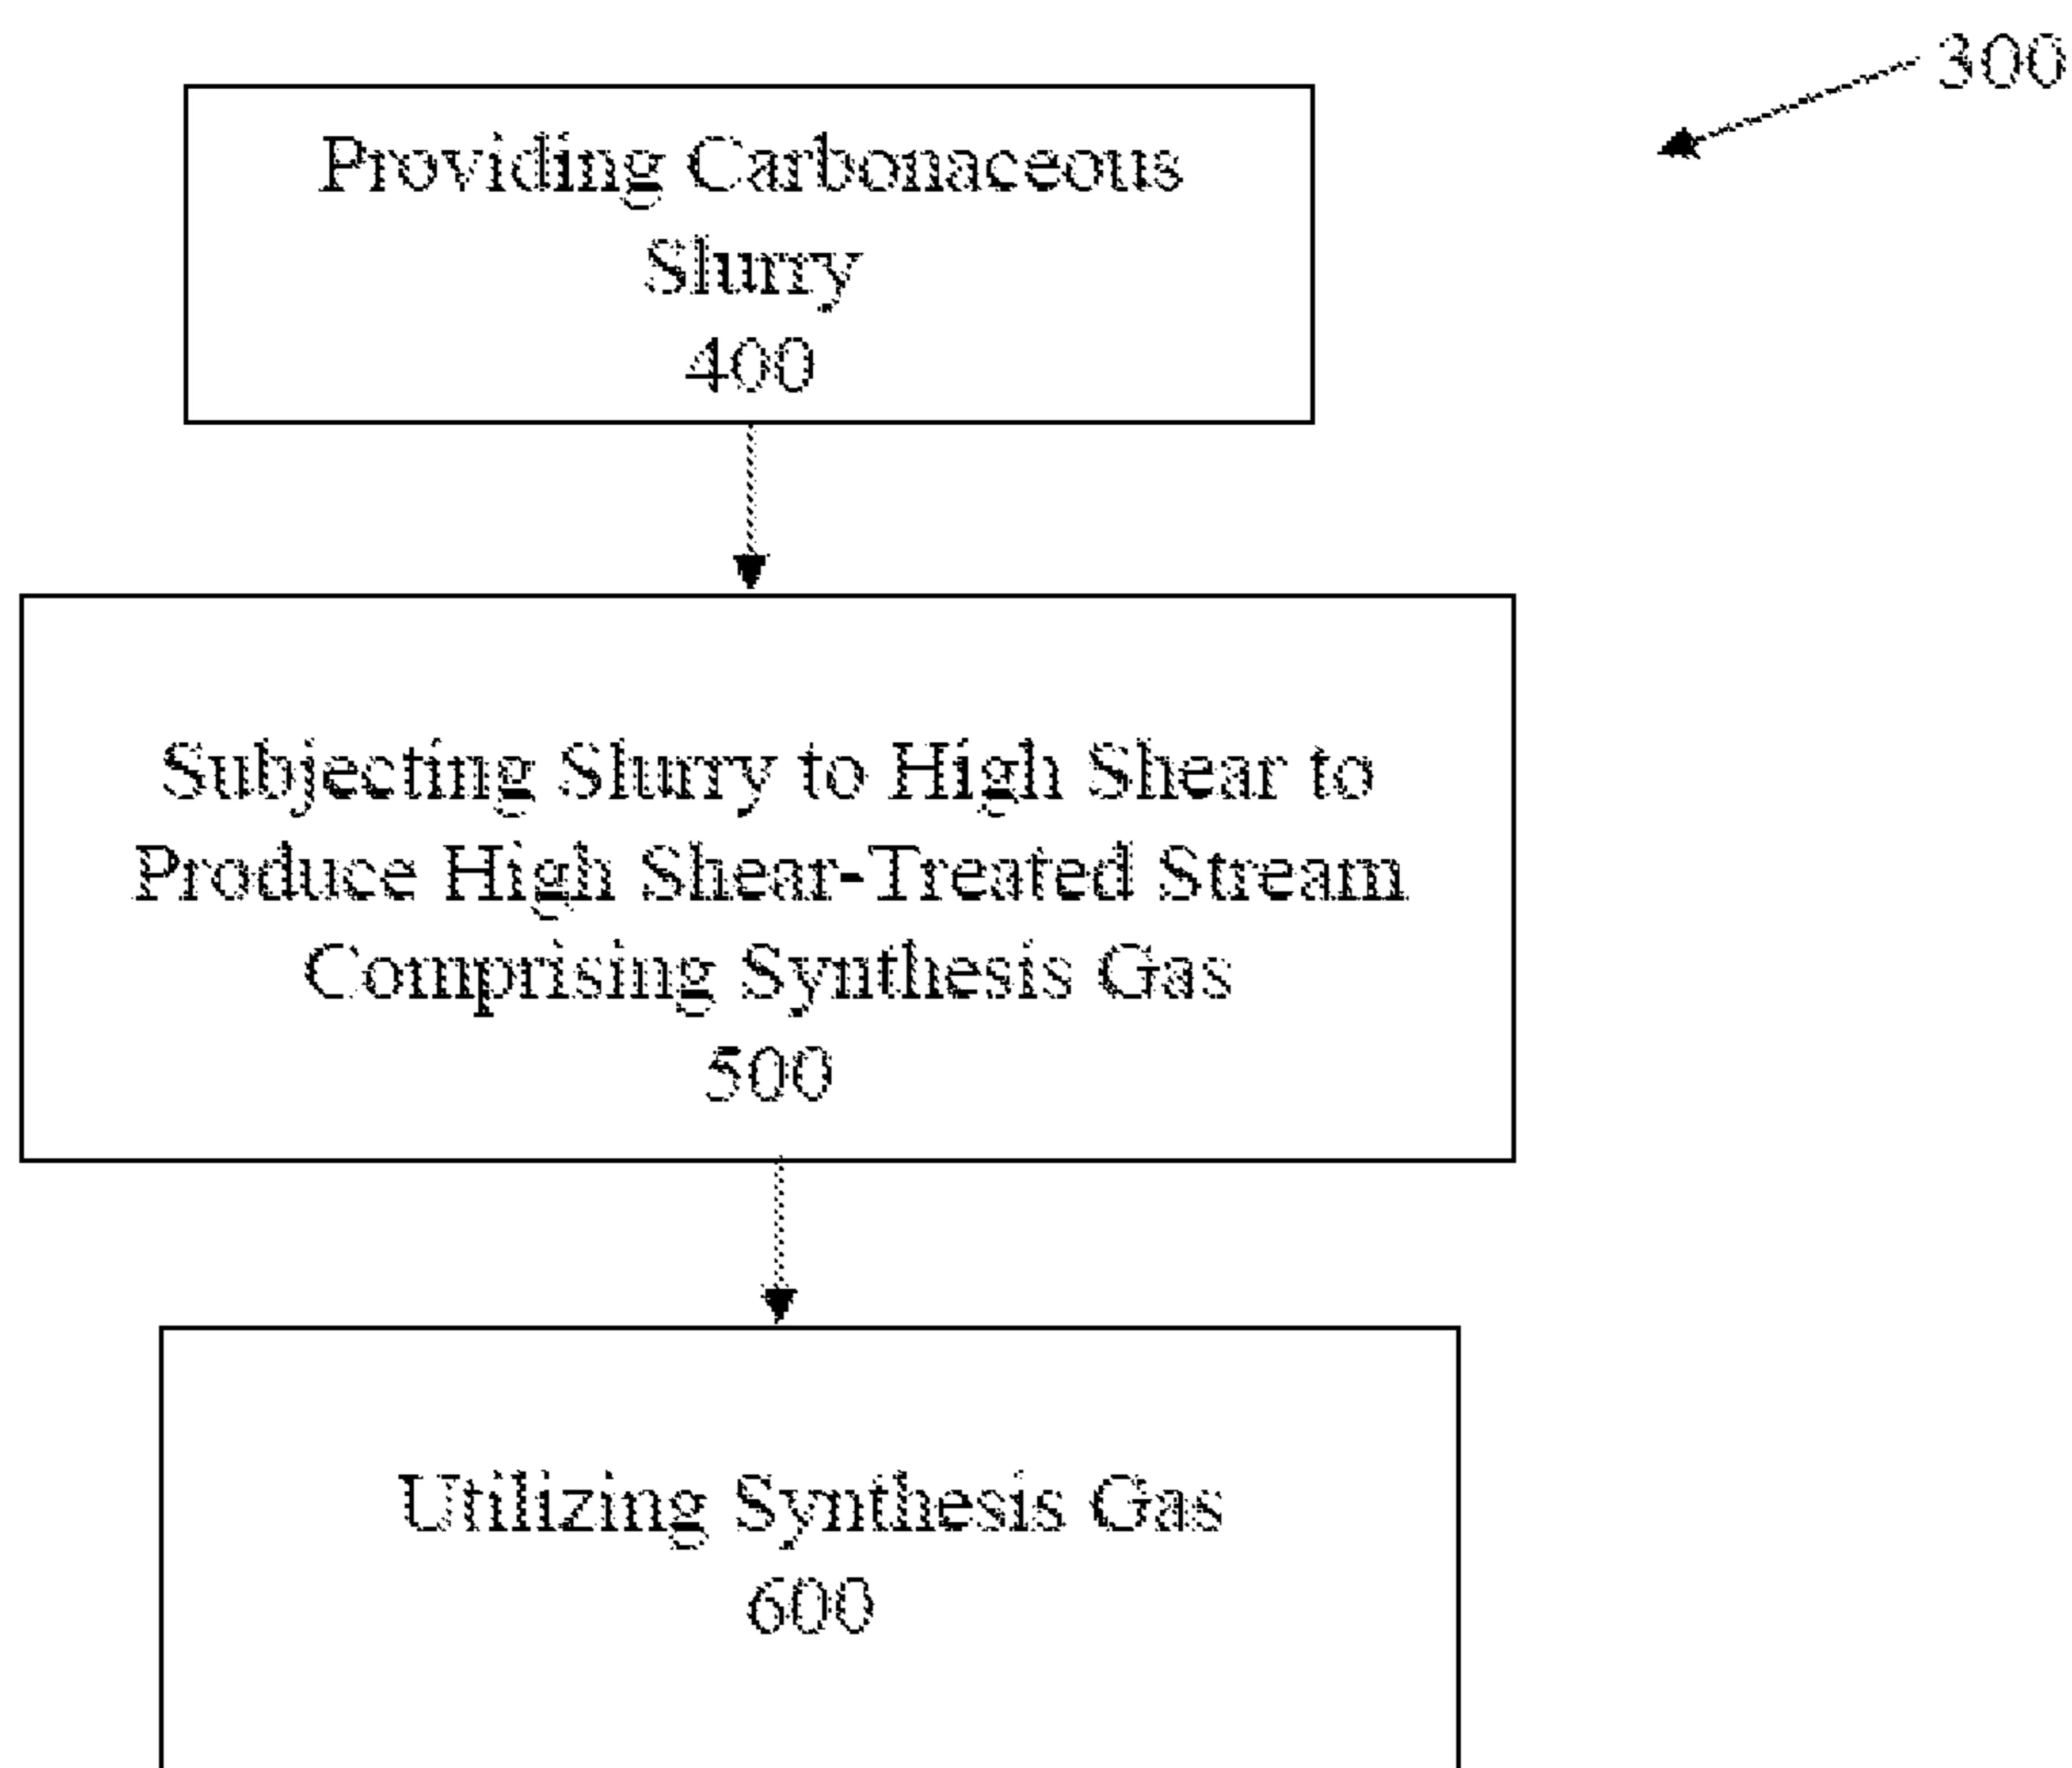 300
Providing Carbonaceous
Slurry
400
Subjecting Slurry to High Shear to
Produce High Shear-Treated Stream
Comprising Synthesis Gas
500
Utilizing Synthesis Gas
600